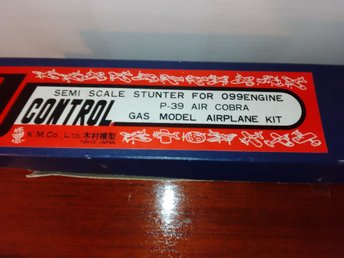 SEMI SCALE STUNTER FOR 099ENGINE
P-39 AIR COBRA
CONTROL
GAS MODEL AIRPLANE KIT
K.M.Co., LTD. 木村模型
TOKYO JAPAN